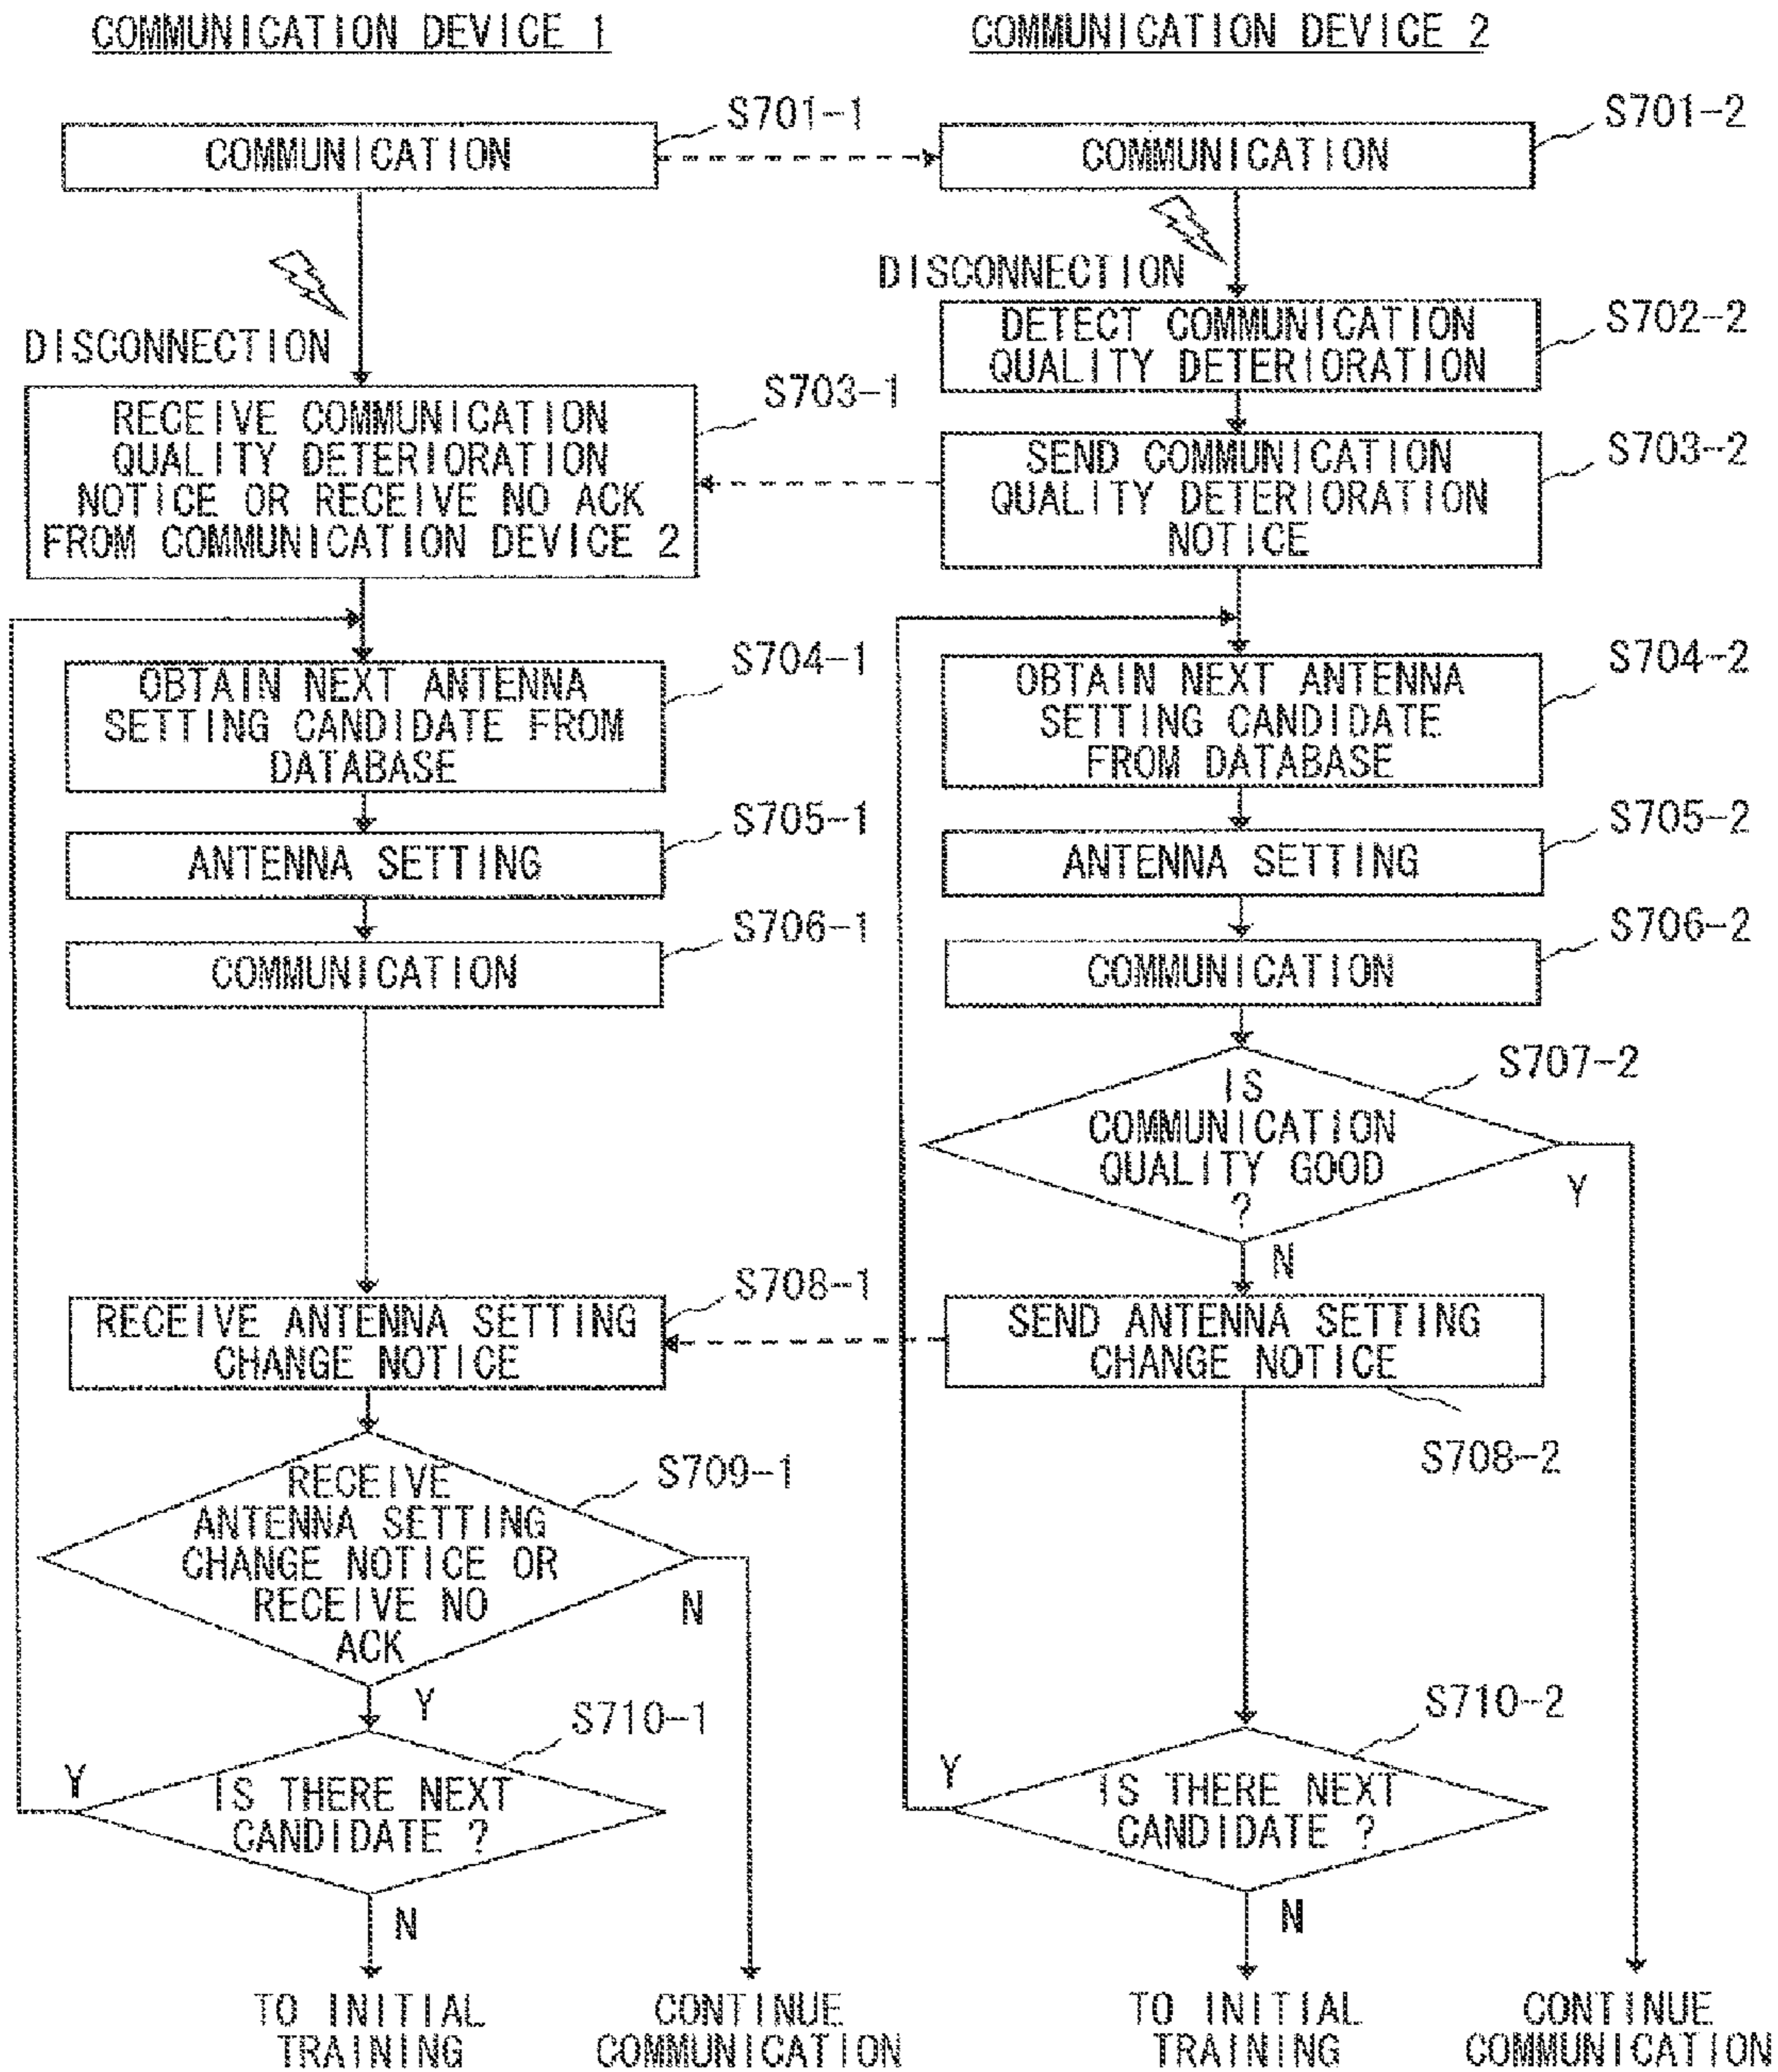 COMMUNICATION DEVICE 1
COMMUNICATION DEVICE 2
S701-1
COMMUNICATION
S701-2
COMMUNICATION
DISCONNECTION
DISCONNECTION
S702-2
DETECT COMMUNICATION
QUALITY DETERIORATION
S703-1
RECEIVE COMMUNICATION
QUALITY DETERIORATION
NOTICE OR RECEIVE NO ACK
FROM COMMUNICATION DEVICE 2
S703-2
SEND COMMUNICATION
QUALITY DETERIORATION
NOTICE
S704-1
OBTAIN NEXT ANTENNA
SETTING CANDIDATE FROM
DATABASE
S704-2
OBTAIN NEXT ANTENNA
SETTING CANDIDATE
FROM DATABASE
S705-1
ANTENNA SETTING
S705-2
ANTENNA SETTING
S706-1
COMMUNICATION
S706-2
COMMUNICATION
S707-2
IS
COMMUNICATION
QUALITY GOOD
?
Y
N
S708-1
RECEIVE ANTENNA SETTING
CHANGE NOTICE
SEND ANTENNA SETTING
CHANGE NOTICE
S708-2
S709-1
RECEIVE
ANTENNA SETTING
CHANGE NOTICE OR
RECEIVE NO
ACK
N
Y
S710-1
IS THERE NEXT
CANDIDATE ?
Y
N
S710-2
IS THERE NEXT
CANDIDATE ?
Y
N
TO INITIAL
TRAINING
CONTINUE
COMMUNICATION
TO INITIAL
TRAINING
CONTINUE
COMMUNICATION